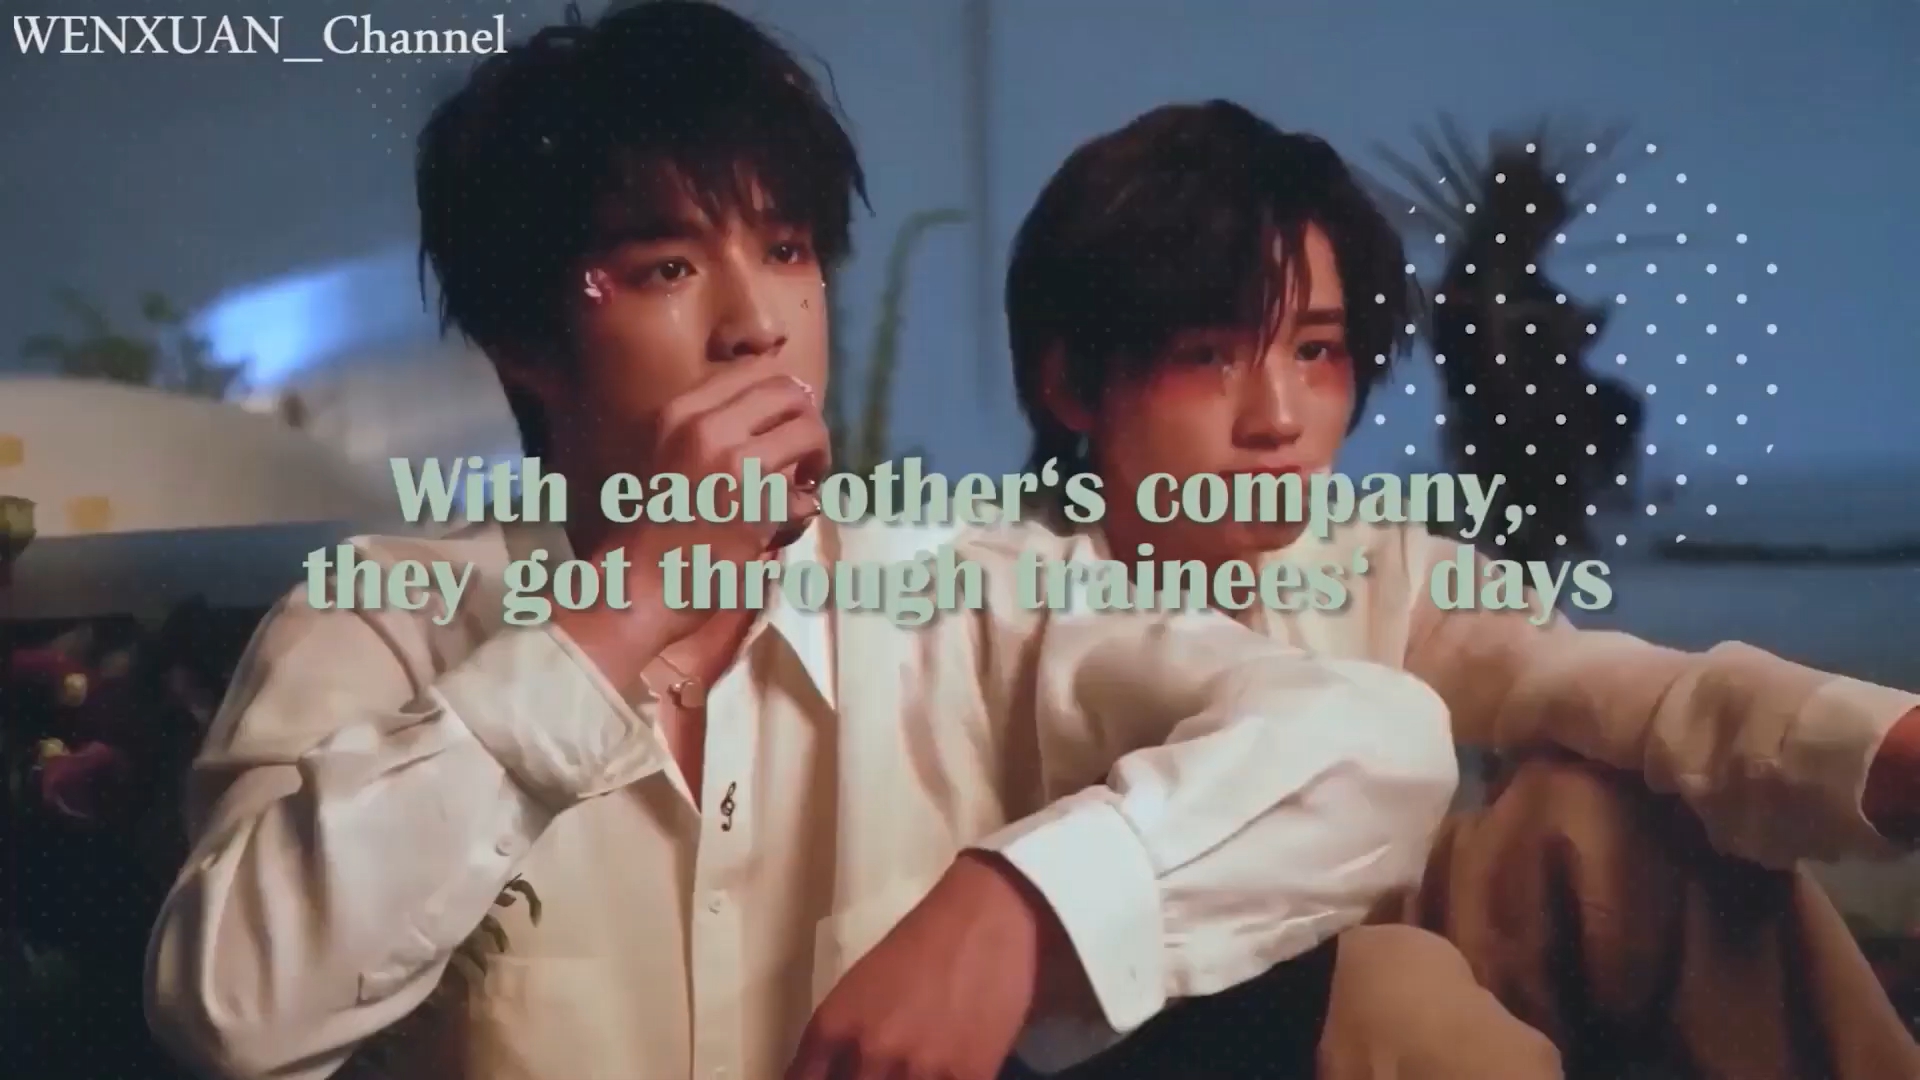 WENXUAN_Channel
With each other‘s company,
they got through trainees‘ days